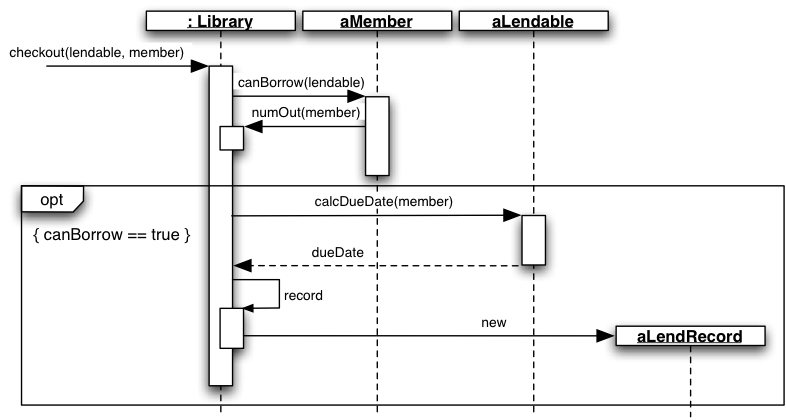 : Library
aMember
aLendable
checkout(lendable, member)
canBorrow(lendable)
numOut(member)
opt
calcDueDate(member)
{ canBorrow == true }
dueDate
record
new
aLendRecord